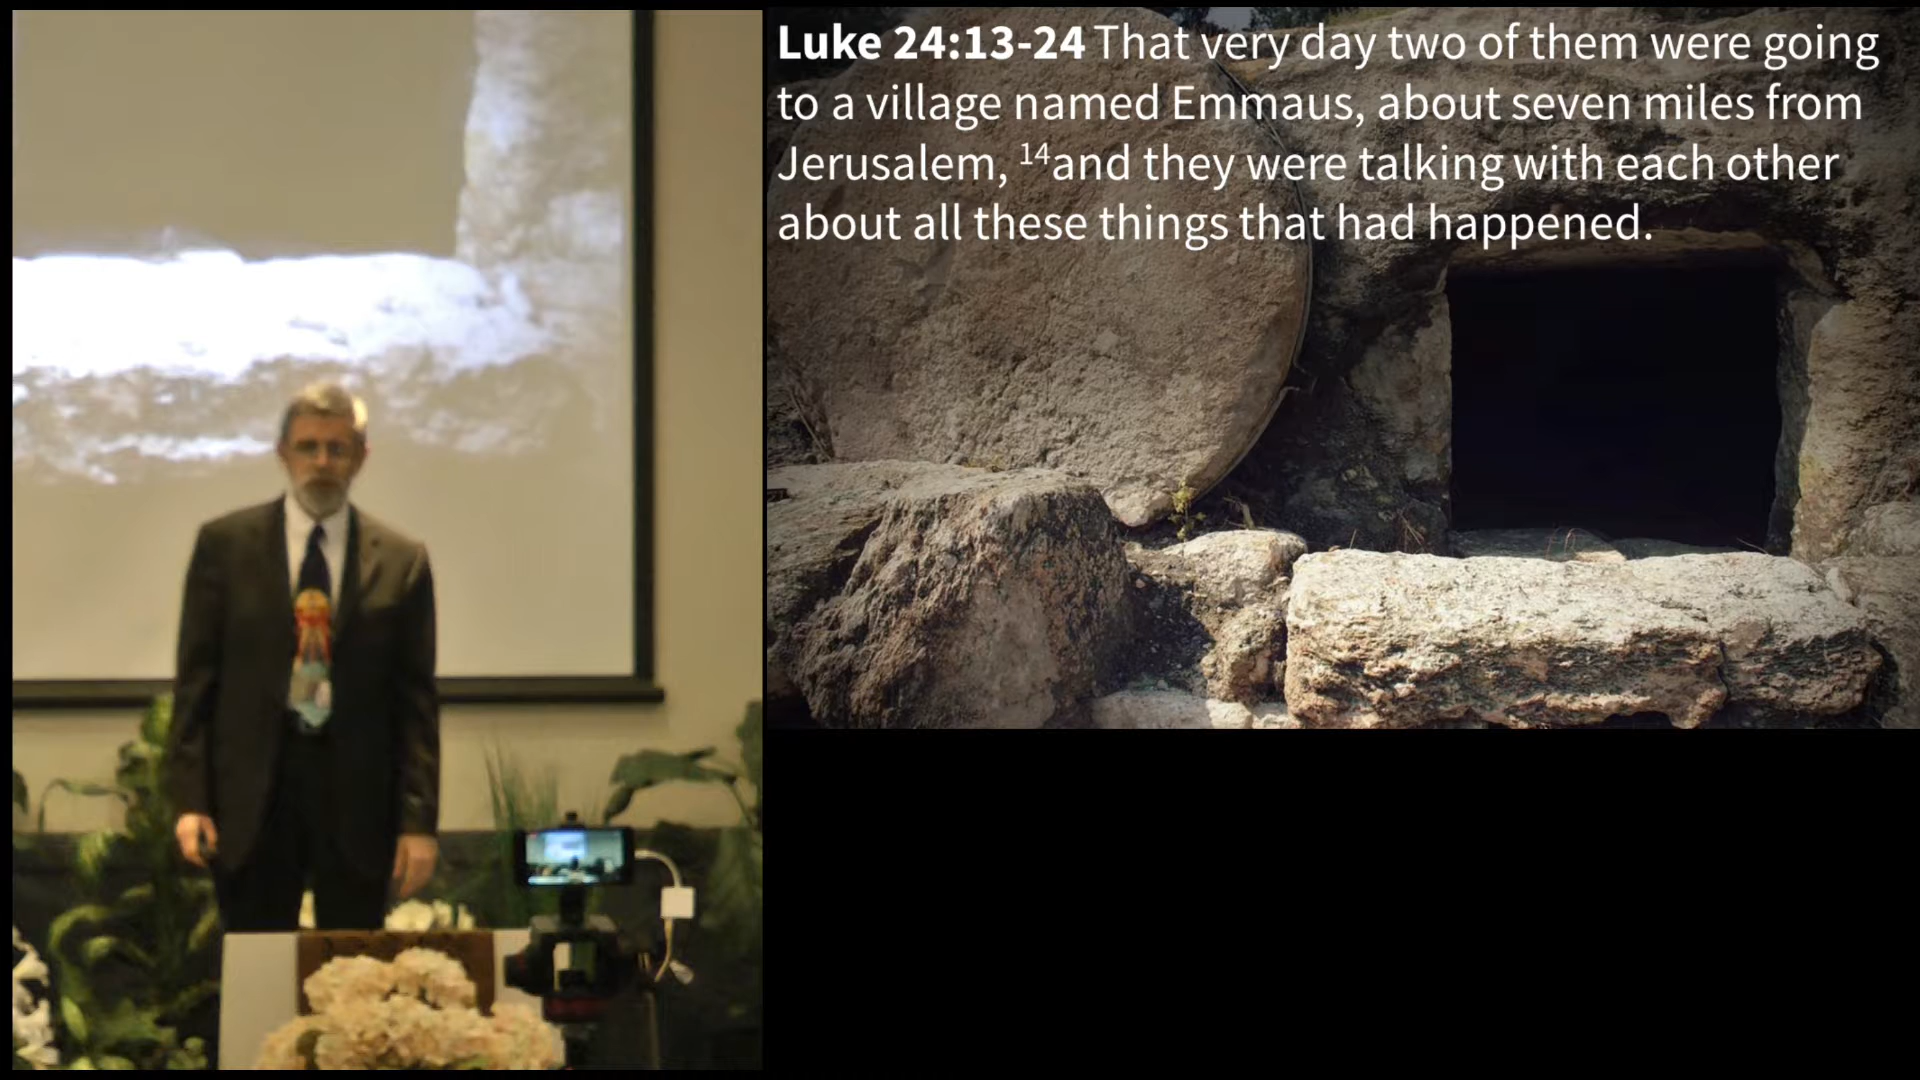 Luke 24:13-24 That very day two of them were going
to a village named Emmaus, about seven miles from
Jerusalem, 14and they were talking with each other
about all these things that had happened.